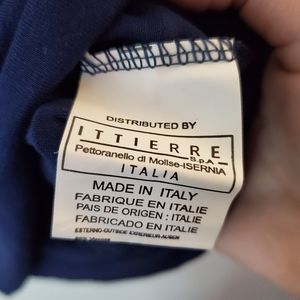 DISTRIBUTED BY
ITTIERRE S.p.A
Pettoranello di Molise-ISERNIA
ITALIA
MADE IN ITALY
FABRIQUE EN ITALIE
PAIS DE ORIGEN : ITALIE
FABRICADO EN ITALIE
ESTERNO-OUTSIDE EXTERIEUR-AUßEN